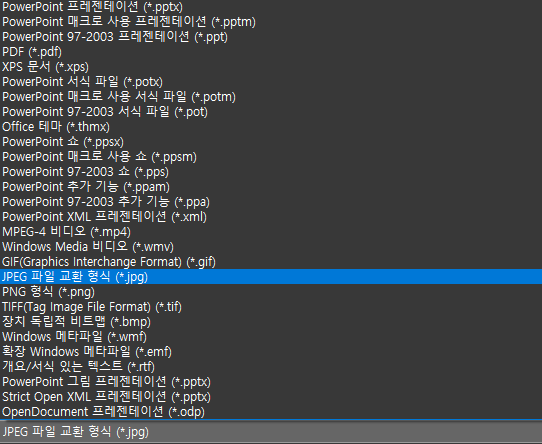 PowerPoint 프레젠테이션 (*.pptx)
PowerPoint 매크로 사용 프레젠테이션 (*.pptm)
PowerPoint 97-2003 프레젠테이션 (*.ppt)
PDF (*.pdf)
XPS 문서 (*.xps)
PowerPoint 서식 파일 (*.potx)
PowerPoint 매크로 사용 서식 파일 (*.potm)
PowerPoint 97-2003 서식 파일 (*.pot)
Office 테마 (*.thmx)
PowerPoint 쇼 (*.ppsx)
PowerPoint 매크로 사용 쇼 (*.ppsm)
PowerPoint 97-2003 쇼 (*.pps)
PowerPoint 추가 기능 (*.ppam)
PowerPoint 97-2003 추가 기능 (*.ppa)
PowerPoint XML 프레젠테이션 (*.xml)
MPEG-4 비디오 (*.mp4)
Windows Media 비디오 (*.wmv)
GIF(Graphics Interchange Format) (*.gif)
JPEG 파일 교환 형식 (*.jpg)
PNG 형식 (*.png)
TIFF(Tag Image File Format) (*.tif)
장치 독립적 비트맵 (*.bmp)
Windows 메타파일 (*.wmf)
확장 Windows 메타파일 (*.emf)
개요/서식 있는 텍스트 (*.rtf)
PowerPoint 그림 프레젠테이션 (*.pptx)
Strict Open XML 프레젠테이션 (*.pptx)
OpenDocument 프레젠테이션 (*.odp)
JPEG 파일 교환 형식 (*.jpg)